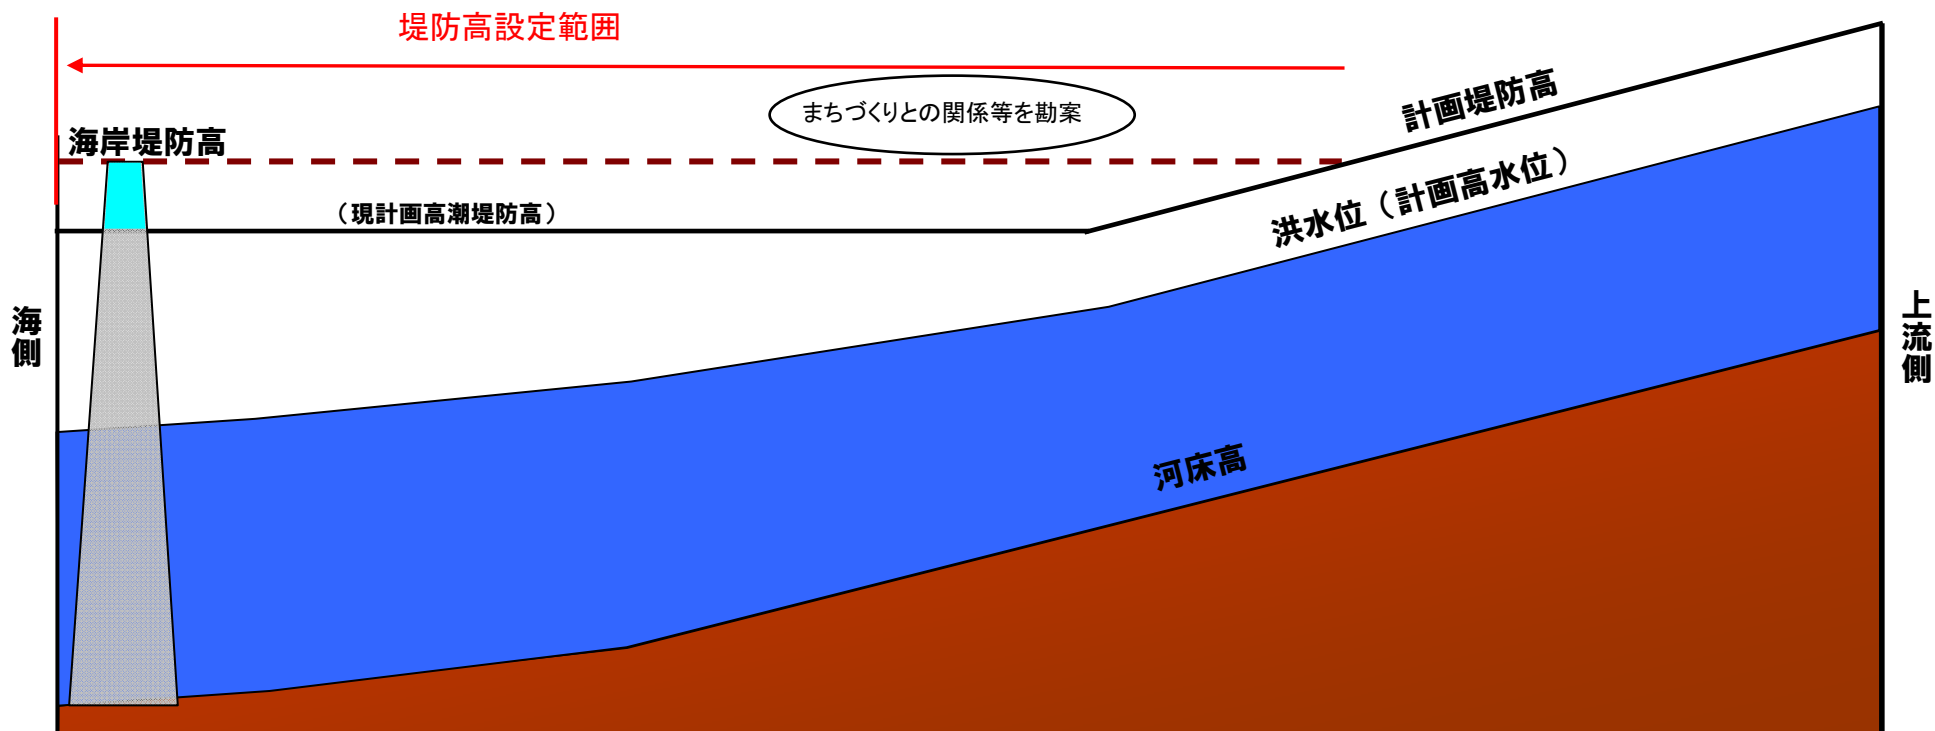 堤防高設定範囲
まちづくりとの関係等を勘案
計画堤防高
海岸堤防高
洪水位（計画高水位）
（現計画高潮堤防高）
海側
上流側
河床高